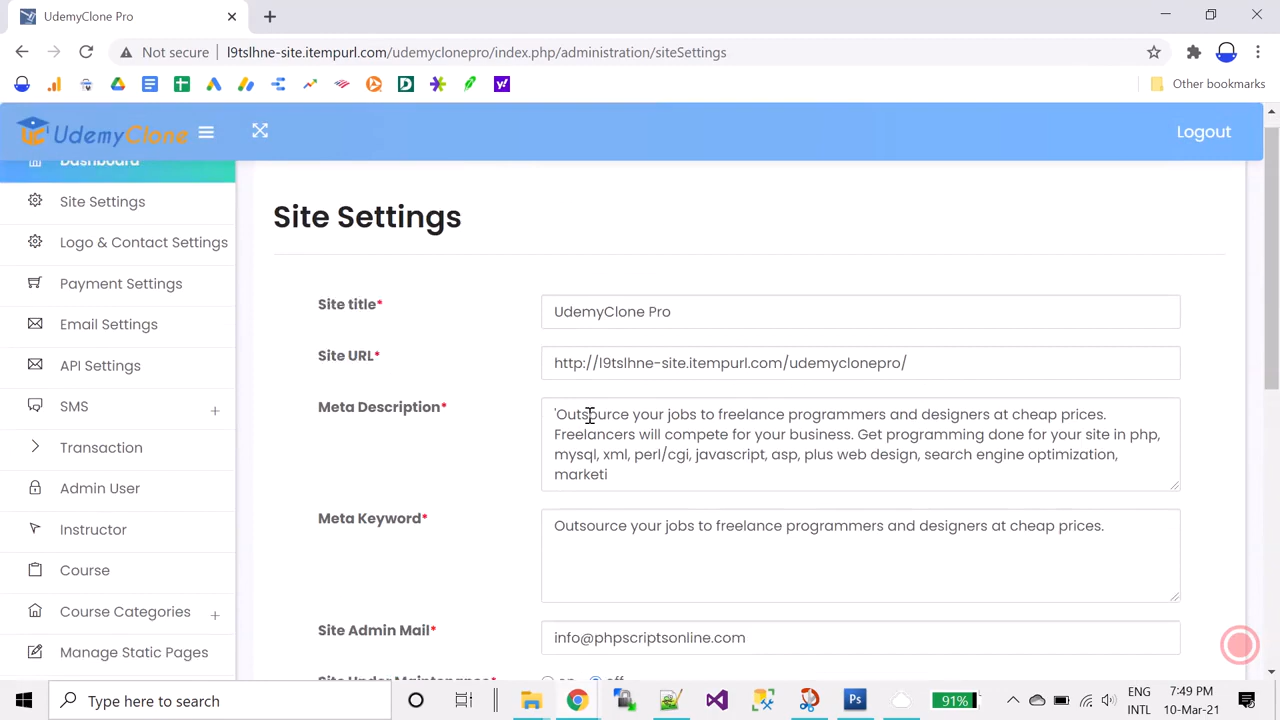 UdemyClone Pro
Not secure
l9tslhne-site.itempurl.com/udemyclonepro/index.php/administration/siteSettings
Other bookmarks
UdemyClone
Logout
Dashboard
Site Settings
Logo & Contact Settings
Payment Settings
Email Settings
API Settings
SMS
Transaction
Admin User
Instructor
Course
Course Categories
Manage Static Pages
Site Settings
Site title*
UdemyClone Pro
Site URL*
http://l9tslhne-site.itempurl.com/udemyclonepro/
Meta Description*
'Outsource your jobs to freelance programmers and designers at cheap prices.
Freelancers will compete for your business. Get programming done for your site in php,
mysql, xml, perl/cgi, javascript, asp, plus web design, search engine optimization,
marketi
Meta Keyword*
Outsource your jobs to freelance programmers and designers at cheap prices.
Site Admin Mail*
info@phpscriptsonline.com
Site Under Maintenance*
on
off
Type here to search
Ps
91%
ENG
INTL
7:49 PM
10-Mar-21